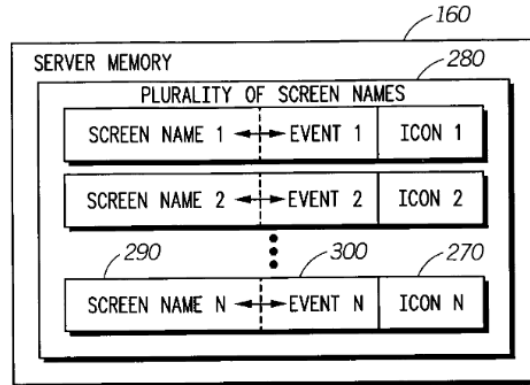 160
SERVER MEMORY
280
PLURALITY OF SCREEN NAMES
SCREEN NAME 1 EVENT 1 ICON 1
SCREEN NAME 2 EVENT 2 ICON 2
290 300 270
SCREEN NAME N EVENT N ICON N